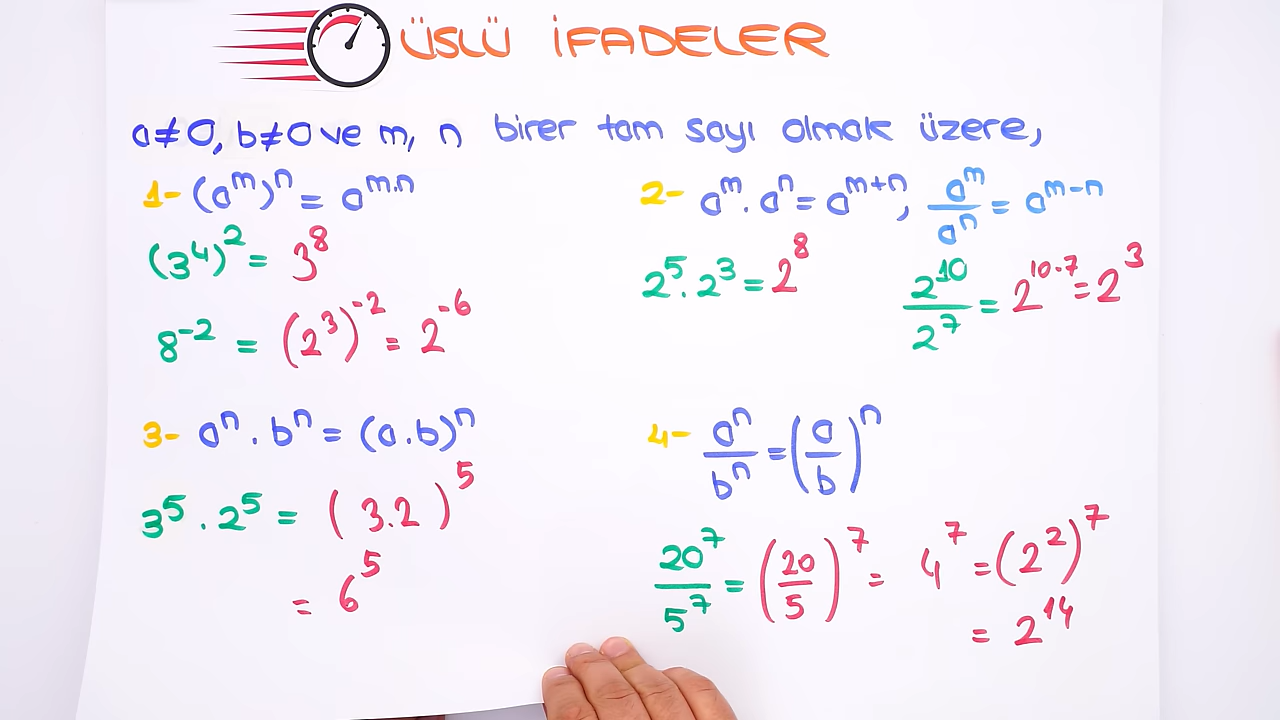 ÜSLÜ İFADELER
a≠0, b≠0 ve m, n birer tam sayı olmak üzere,
1- (a^m)^n = a^m.n
(3^4)^2 = 3^8
8^-2 = (2^3)^-2 = 2^-6
2- a^m . a^n = a^m+n, a^m/a^n = a^m-n
2^5 . 2^3 = 2^8
2^10/2^7 = 2^10-7 = 2^3
3- a^n . b^n = (a.b)^n
3^5 . 2^5 = (3.2)^5
= 6^5
4- a^n/b^n = (a/b)^n
20^7/5^7 = (20/5)^7 = 4^7 = (2^2)^7
= 2^14